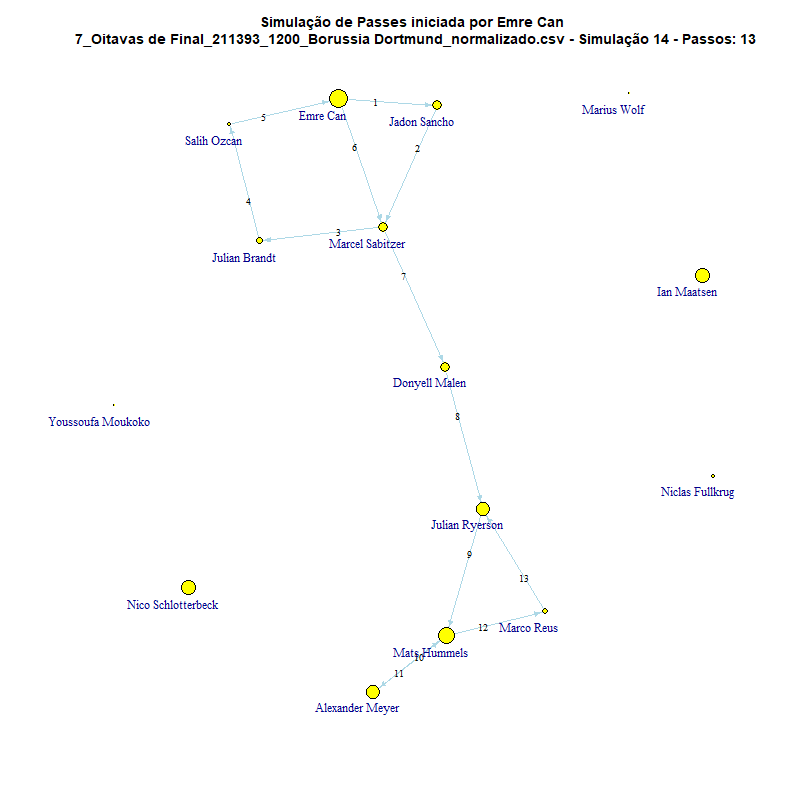 Simulação de Passes iniciada por Emre Can
7_Oitavas de Final_211393_1200_Borussia Dortmund_normalizado.csv - Simulação 14 - Passos: 13
1
Marius Wolf
5
Emre Can
Jadon Sancho
Salih Ozcan
6
2
4
3
Marcel Sabitzer
Julian Brandt
7
Ian Maatsen
Donyell Malen
8
Youssoufa Moukoko
Niclas Fullkrug
Julian Ryerson
9
13
Nico Schlotterbeck
12
Marco Reus
Mats Hummels
10
11
Alexander Meyer